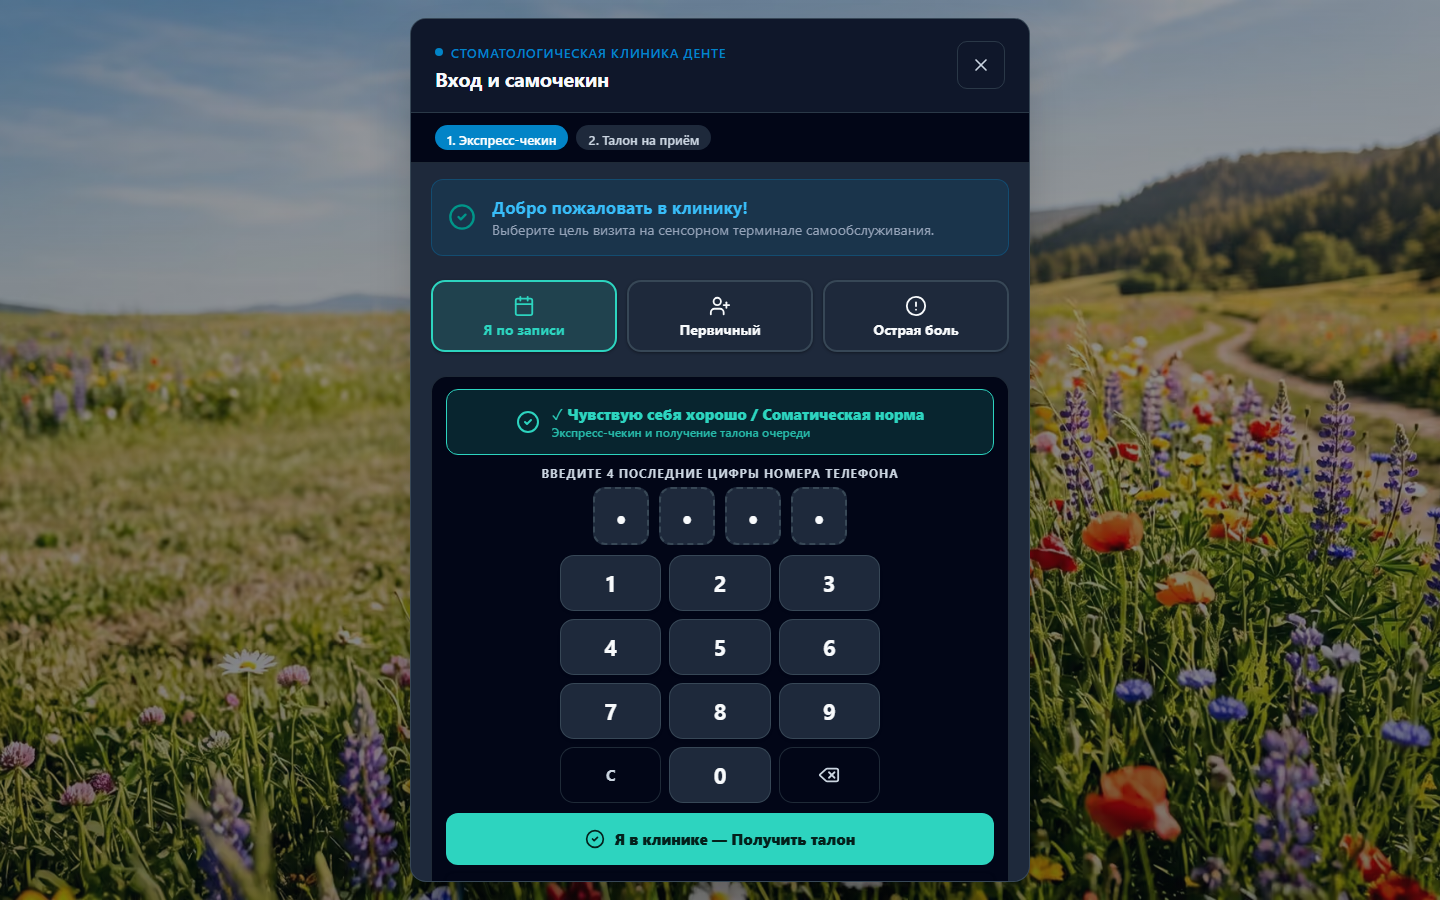 СТОМАТОЛОГИЧЕСКАЯ КЛИНИКА ДЕНТЕ
Вход и самочекин
1. Экспресс-чекин
2. Талон на приём
Добро пожаловать в клинику!
Выберите цель визита на сенсорном терминале самообслуживания.
Я по записи
Первичный
Острая боль
✓ Чувствую себя хорошо / Соматическая норма
Экспресс-чекин и получение талона очереди
ВВЕДИТЕ 4 ПОСЛЕДНИЕ ЦИФРЫ НОМЕРА ТЕЛЕФОНА
• • • •
1 2 3
4 5 6
7 8 9
C 0
Я в клинике — Получить талон